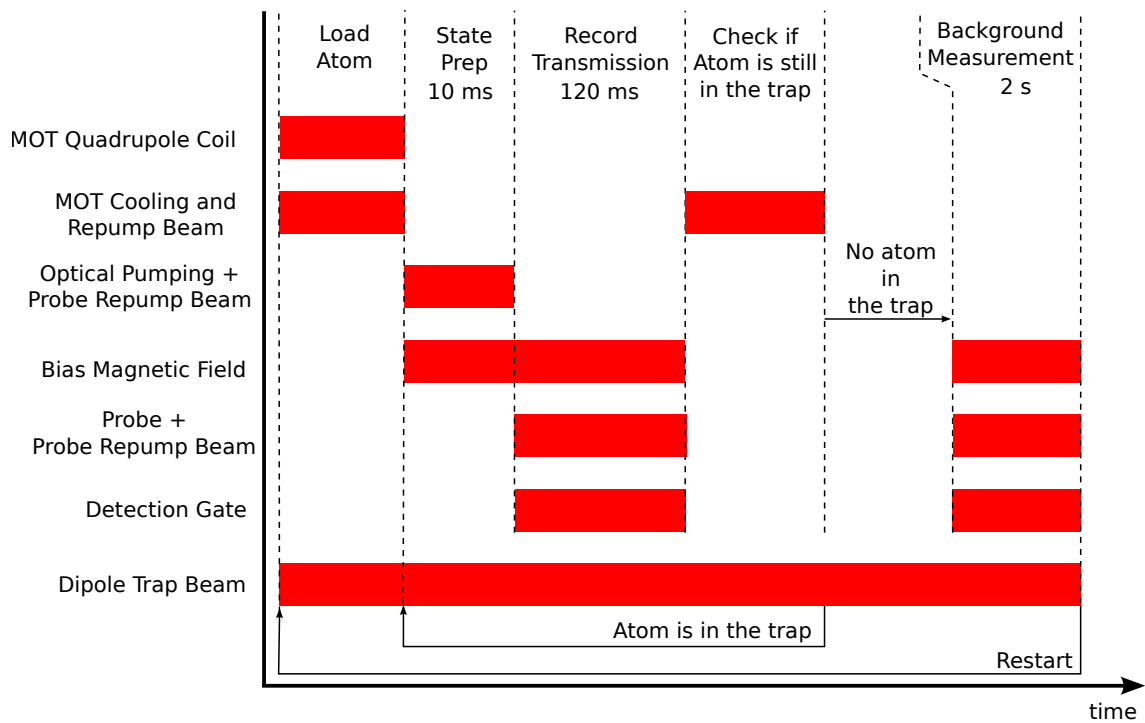 Load
Atom
State
Prep
10 ms
Record
Transmission
120 ms
Check if
Atom is still
in the trap
Background
Measurement
2 s
MOT Quadrupole Coil
MOT Cooling and
Repump Beam
Optical Pumping +
Probe Repump Beam
No atom
in
the trap
Bias Magnetic Field
Probe +
Probe Repump Beam
Detection Gate
Dipole Trap Beam
Atom is in the trap
Restart
time